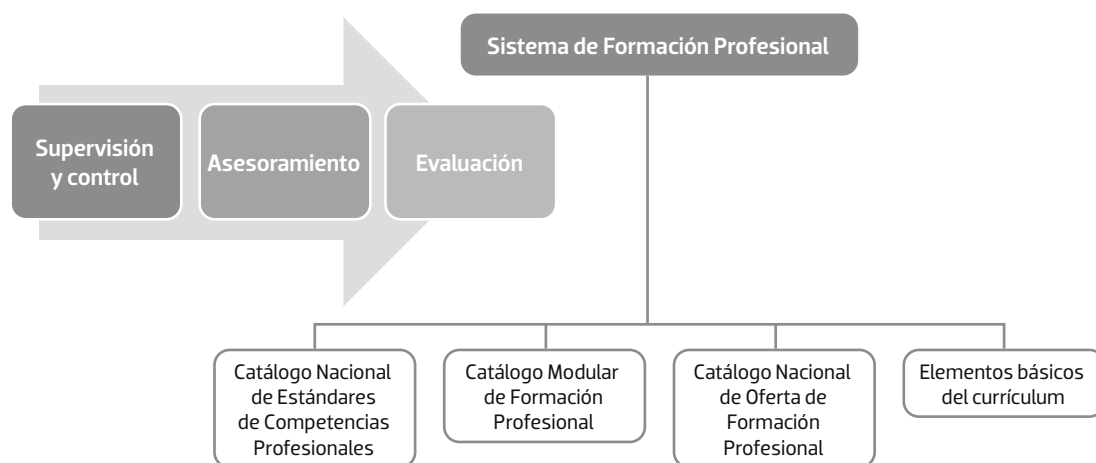 Sistema de Formación Profesional
Supervisión
y control
Asesoramiento
Evaluación
Catálogo Nacional
de Estándares
de Competencias
Profesionales
Catálogo Modular
de Formación
Profesional
Catálogo Nacional
de Oferta de
Formación
Profesional
Elementos básicos
del currículum